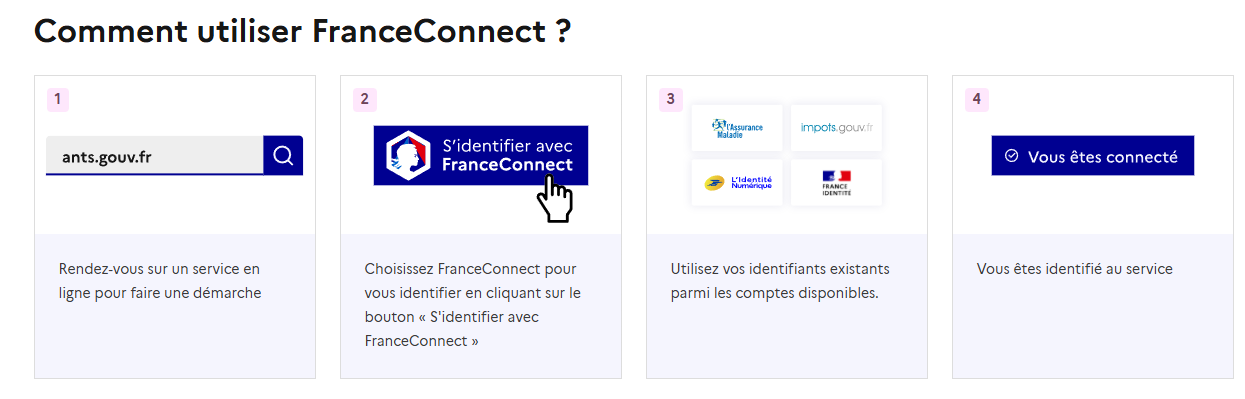 Comment utiliser FranceConnect ?
1
ants.gouv.fr
Rendez-vous sur un service en
ligne pour faire une démarche
2
S'identifier avec
FranceConnect
Choisissez FranceConnect pour
vous identifier en cliquant sur le
bouton « S'identifier avec
FranceConnect »
3
l'Assurance
Maladie
impots.gouv.fr
L'Identité
Numérique
FRANCE
IDENTITÉ
Utilisez vos identifiants existants
parmi les comptes disponibles.
4
Vous êtes connecté
Vous êtes identifié au service